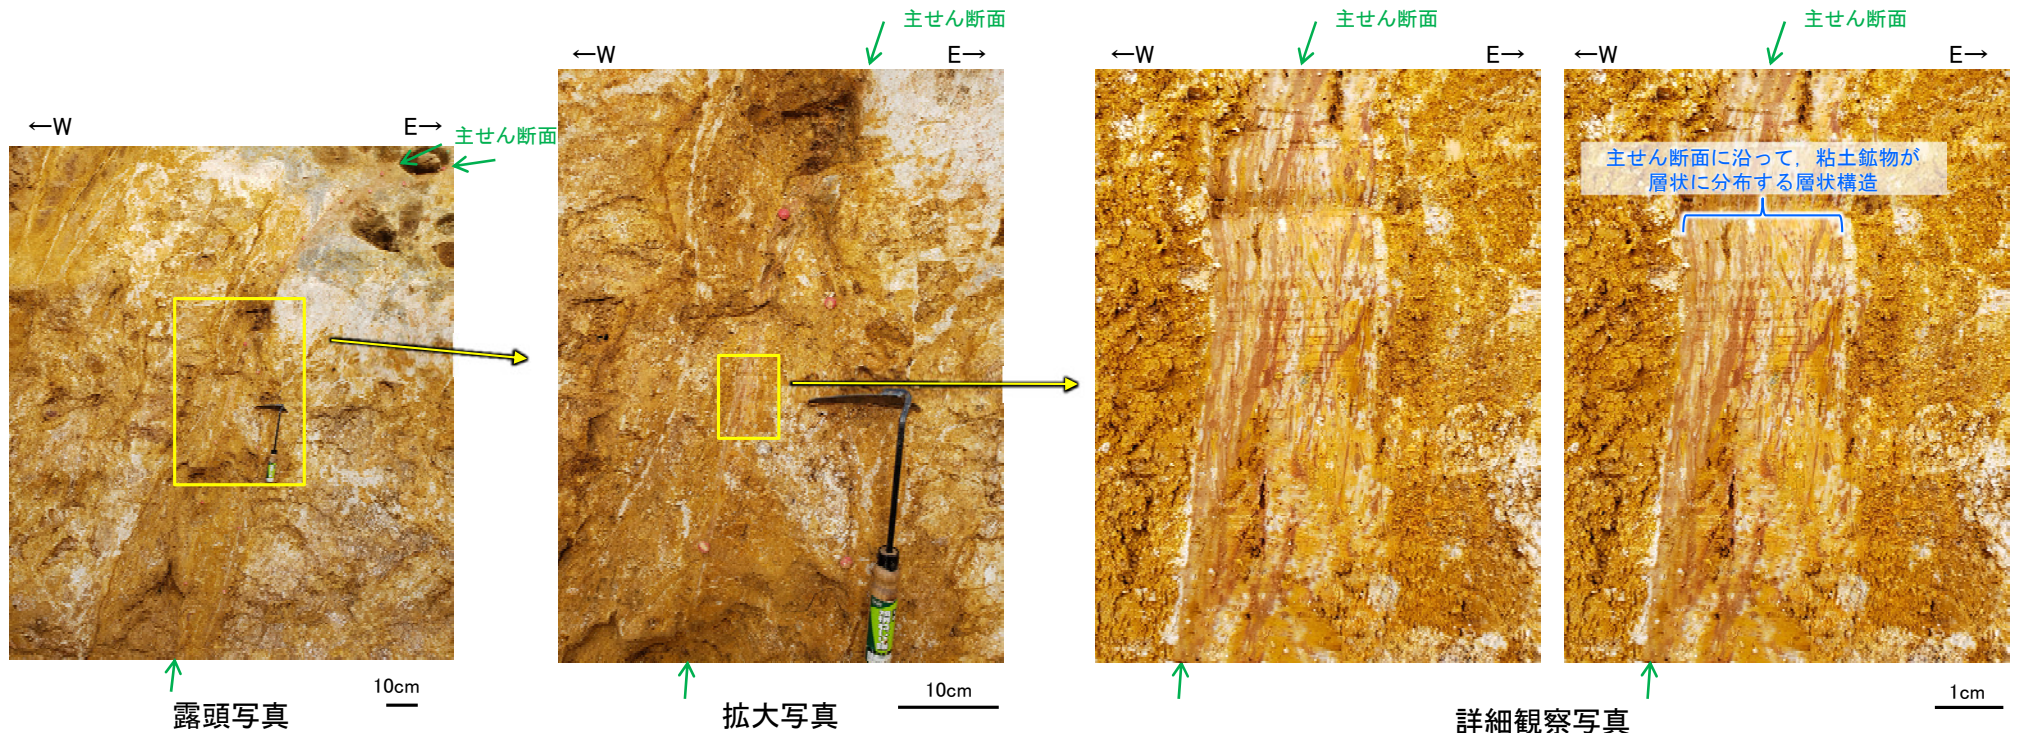 主せん断面
主せん断面
主せん断面
←W
E→
←W
E→
←W
E→
←W
E→
主せん断面
主せん断面に沿って，粘土鉱物が
層状に分布する層状構造
10cm
10cm
1cm
露頭写真
拡大写真
詳細観察写真